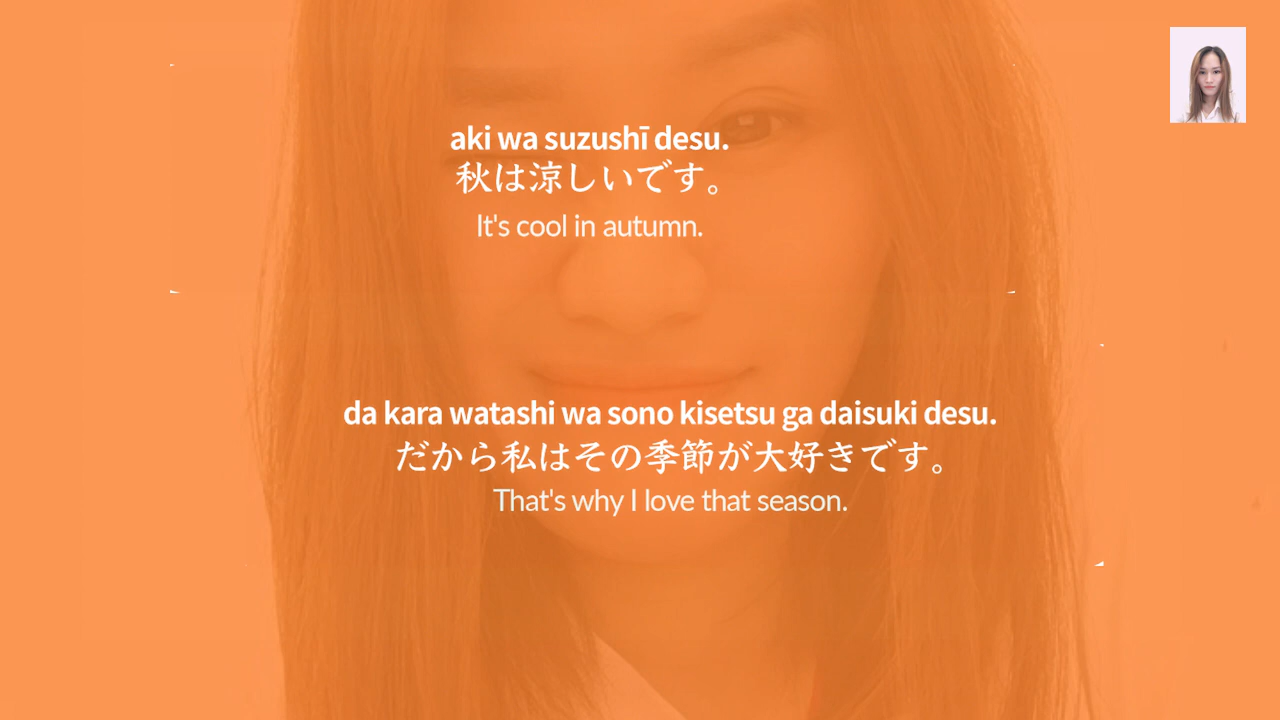 aki wa suzushī desu.
秋は涼しいです。
It's cool in autumn.
da kara watashi wa sono kisetsu ga daisuki desu.
だから私はその季節が大好きです。
That's why I love that season.